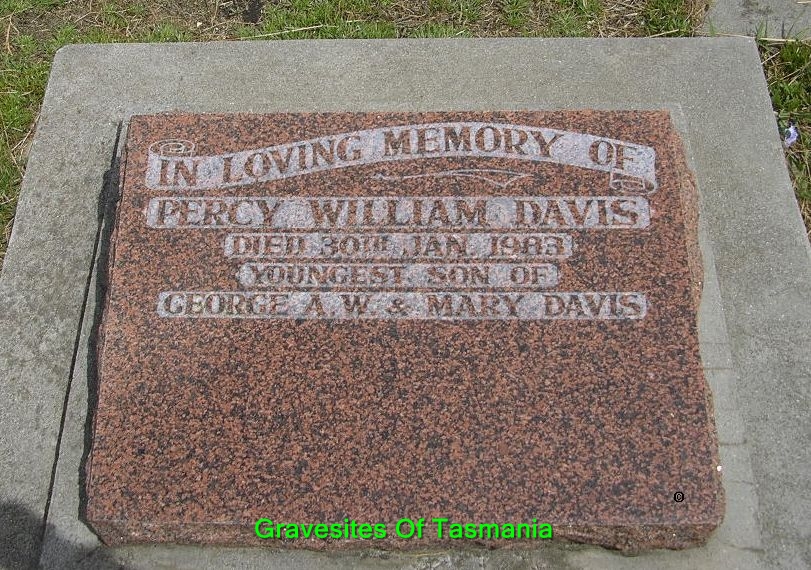 IN LOVING MEMORY OF
PERCY WILLIAM DAVIS
DIED 30TH JAN. 1983
YOUNGEST SON OF
GEORGE A. W. & MARY DAVIS
Gravesites Of Tasmania